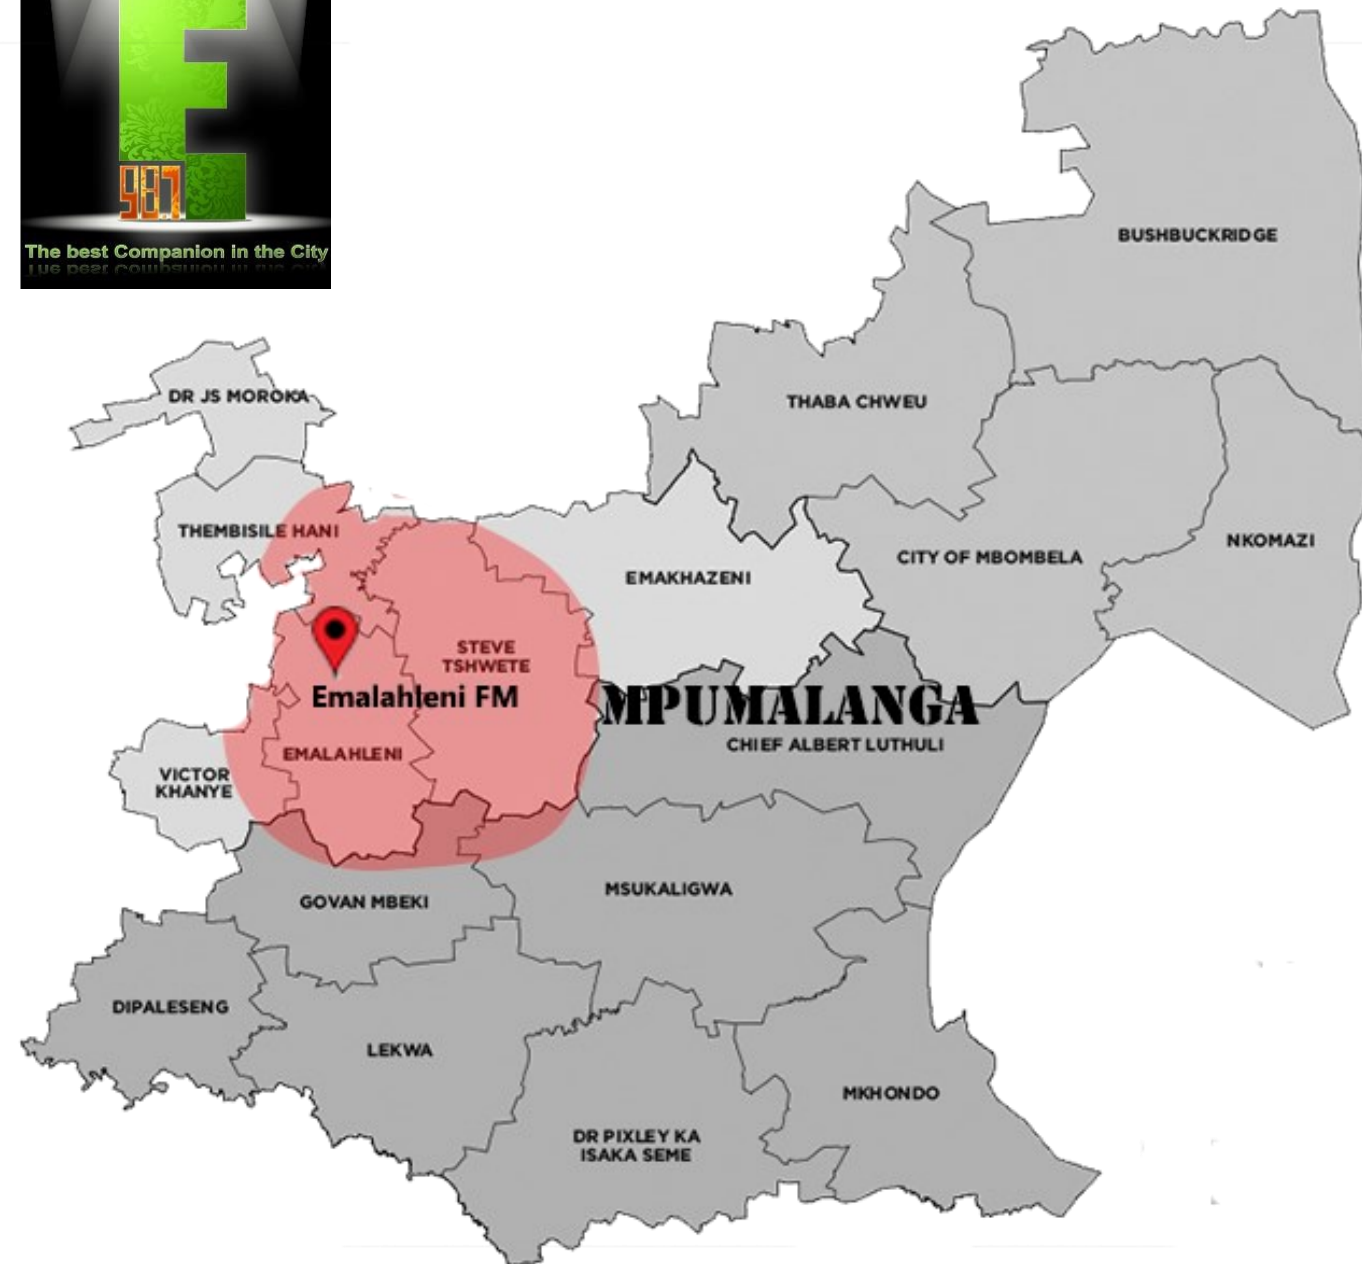 E
98.7
The best Companion in the City
BUSHBUCKRIDGE
DR JS MOROKA
THABA CHWEU
THEMBISILE HANI
NKOMAZI
CITY OF MBOMBELA
EMAKHAZENI
STEVE
TSHWETE
Emalahleni FM
MPUMALANGA
CHIEF ALBERT LUTHULI
EMALAHLENI
VICTOR
KHANYE
MSUKALIGWA
GOVAN MBEKI
DIPALESENG
LEKWA
MKHONDO
DR PIXLEY KA
ISAKA SEME